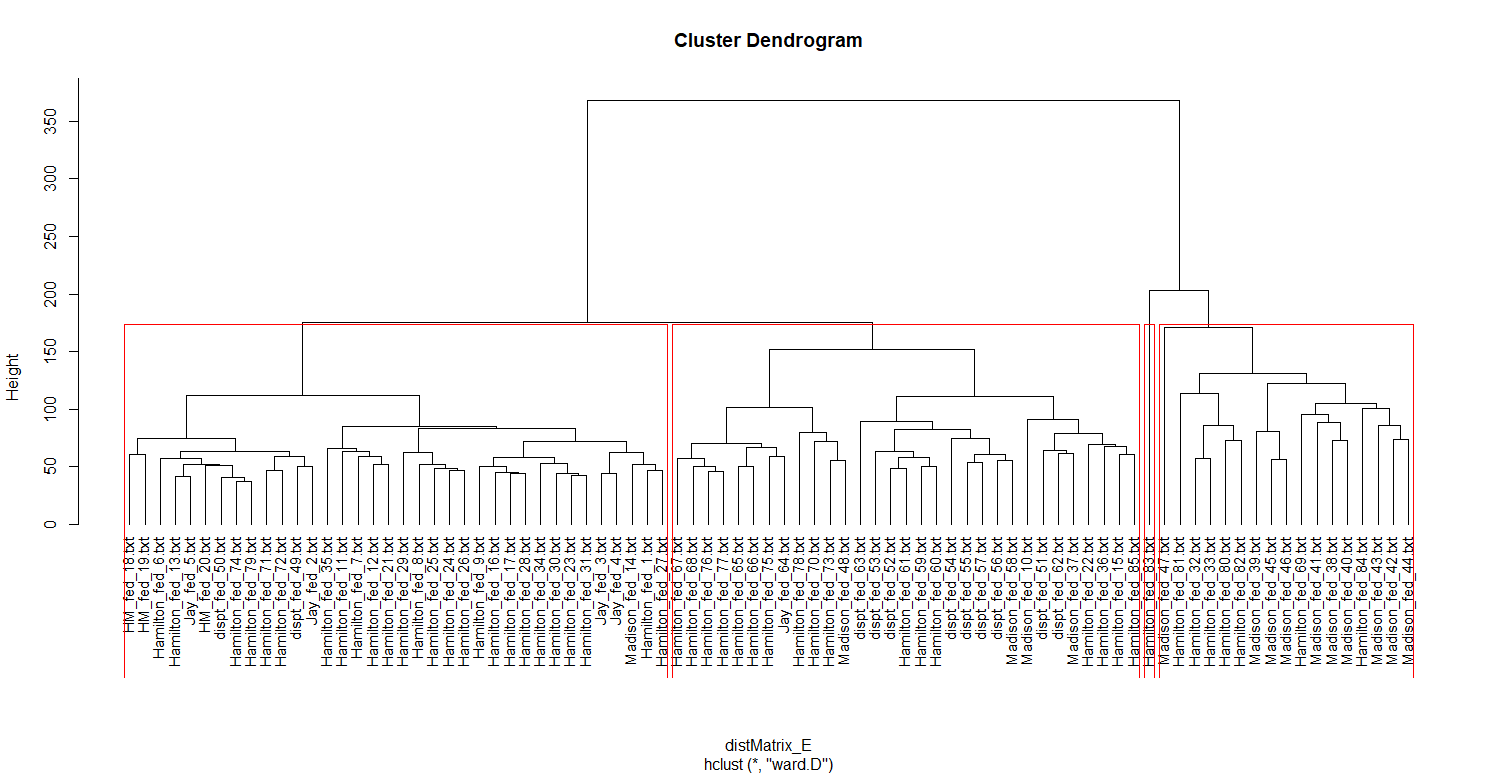 Cluster Dendrogram
Height
0
50
100
150
200
250
300
350
HM_fed_18.txt
HM_fed_19.txt
Hamilton_fed_6.txt
Hamilton_fed_13.txt
Jay_fed_5.txt
HM_fed_20.txt
dispt_fed_50.txt
Hamilton_fed_74.txt
Hamilton_fed_79.txt
Hamilton_fed_71.txt
Hamilton_fed_72.txt
dispt_fed_49.txt
Jay_fed_2.txt
Hamilton_fed_35.txt
Hamilton_fed_11.txt
Hamilton_fed_7.txt
Hamilton_fed_12.txt
Hamilton_fed_21.txt
Hamilton_fed_29.txt
Hamilton_fed_8.txt
Hamilton_fed_25.txt
Hamilton_fed_24.txt
Hamilton_fed_26.txt
Hamilton_fed_9.txt
Hamilton_fed_16.txt
Hamilton_fed_17.txt
Hamilton_fed_28.txt
Hamilton_fed_34.txt
Hamilton_fed_30.txt
Hamilton_fed_23.txt
Hamilton_fed_31.txt
Jay_fed_3.txt
Jay_fed_4.txt
Madison_fed_14.txt
Hamilton_fed_1.txt
Hamilton_fed_27.txt
Hamilton_fed_67.txt
Hamilton_fed_68.txt
Hamilton_fed_76.txt
Hamilton_fed_77.txt
Hamilton_fed_65.txt
Hamilton_fed_66.txt
Hamilton_fed_75.txt
Jay_fed_64.txt
Hamilton_fed_78.txt
Hamilton_fed_70.txt
Hamilton_fed_73.txt
Madison_fed_48.txt
dispt_fed_63.txt
dispt_fed_53.txt
dispt_fed_52.txt
Hamilton_fed_61.txt
Hamilton_fed_59.txt
Hamilton_fed_60.txt
dispt_fed_54.txt
dispt_fed_55.txt
dispt_fed_57.txt
dispt_fed_56.txt
Madison_fed_58.txt
Madison_fed_10.txt
dispt_fed_51.txt
dispt_fed_62.txt
Madison_fed_37.txt
Hamilton_fed_22.txt
Hamilton_fed_36.txt
Hamilton_fed_15.txt
Hamilton_fed_85.txt
Hamilton_fed_83.txt
Madison_fed_47.txt
Hamilton_fed_81.txt
Hamilton_fed_32.txt
Hamilton_fed_33.txt
Hamilton_fed_80.txt
Hamilton_fed_82.txt
Madison_fed_39.txt
Madison_fed_45.txt
Madison_fed_46.txt
Hamilton_fed_69.txt
Madison_fed_41.txt
Madison_fed_38.txt
Madison_fed_40.txt
Hamilton_fed_84.txt
Madison_fed_43.txt
Madison_fed_42.txt
Madison_fed_44.txt
distMatrix_E
hclust (*, "ward.D")